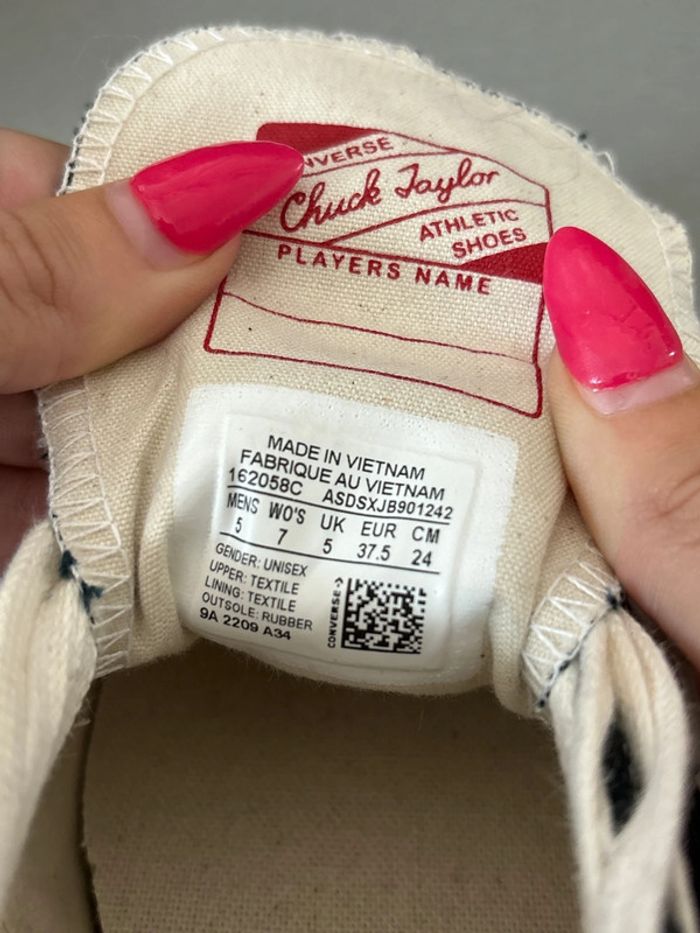 NVERSE
Chuck Taylor
ATHLETIC
SHOES
PLAYERS NAME
MADE IN VIETNAM
FABRIQUE AU VIETNAM
162058C ASDSXJB901242
MENS WO'S UK EUR CM
5 7 5 37.5 24
GENDER: UNISEX
UPPER: TEXTILE
LINING: TEXTILE
OUTSOLE: RUBBER
9A 2209 A34
CONVERSE